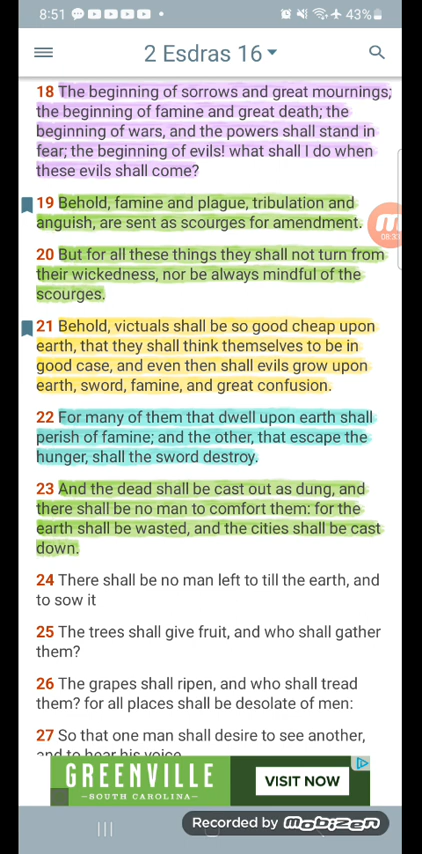 8:51
43%
2 Esdras 16
18 The beginning of sorrows and great mournings;
the beginning of famine and great death; the
beginning of wars, and the powers shall stand in
fear; the beginning of evils! what shall I do when
these evils shall come?
19 Behold, famine and plague, tribulation and
anguish, are sent as scourges for amendment.
20 But for all these things they shall not turn from
their wickedness, nor be always mindful of the
scourges.
21 Behold, victuals shall be so good cheap upon
earth, that they shall think themselves to be in
good case, and even then shall evils grow upon
earth, sword, famine, and great confusion.
22 For many of them that dwell upon earth shall
perish of famine; and the other, that escape the
hunger, shall the sword destroy.
23 And the dead shall be cast out as dung, and
there shall be no man to comfort them: for the
earth shall be wasted, and the cities shall be cast
down.
24 There shall be no man left to till the earth, and
to sow it
25 The trees shall give fruit, and who shall gather
them?
26 The grapes shall ripen, and who shall tread
them? for all places shall be desolate of men:
27 So that one man shall desire to see another,
and to hear his voice
GREENVILLE
–SOUTH CAROLINA–
VISIT NOW
Recorded by mobizen